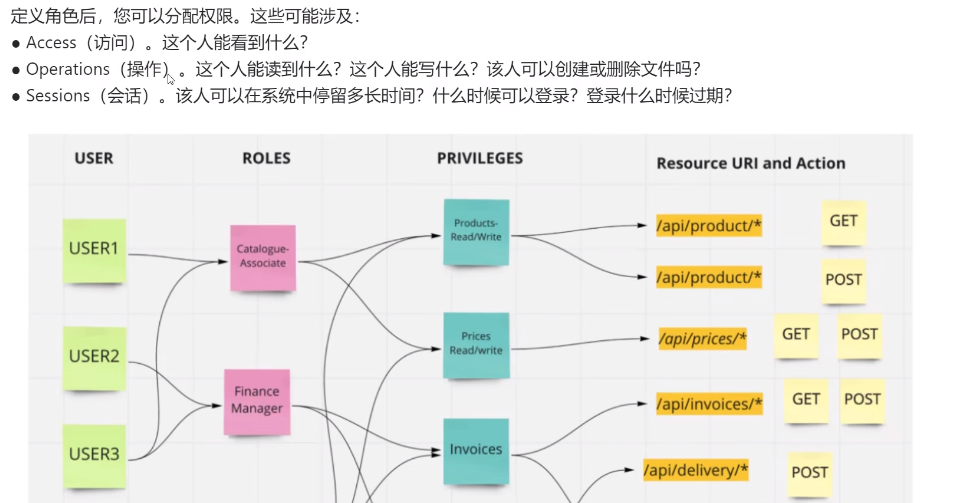 定义角色后，您可以分配权限。这些可能涉及：
● Access（访问）。这个人能看到什么？
● Operations（操作）。这个人能读到什么？这个人能写什么？该人可以创建或删除文件吗？
● Sessions（会话）。该人可以在系统中停留多长时间？什么时候可以登录？登录什么时候过期？
USER ROLES PRIVILEGES Resource URI and Action
USER1
Catalogue-
Associate
Products-
Read/Write
/api/product/* GET
/api/product/* POST
USER2
Prices
Read/write
/api/prices/* GET POST
Finance
Manager
/api/invoices/* GET POST
USER3
Invoices
/api/delivery/* POST